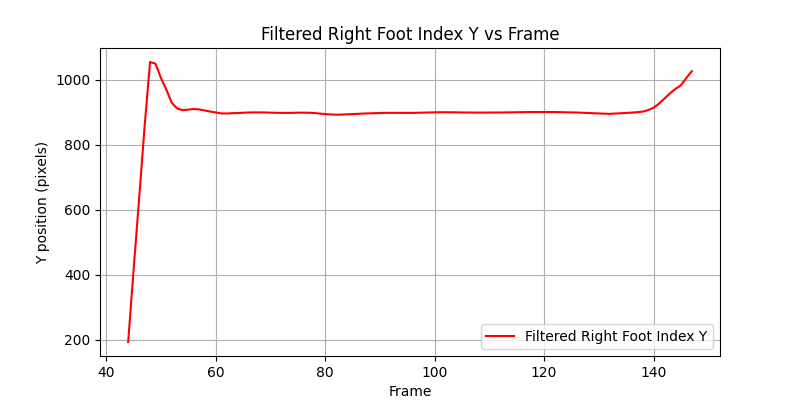 Filtered Right Foot Index Y vs Frame
Y position (pixels)
1000
800
600
400
200
40 60 80 100 120 140
Frame
Filtered Right Foot Index Y